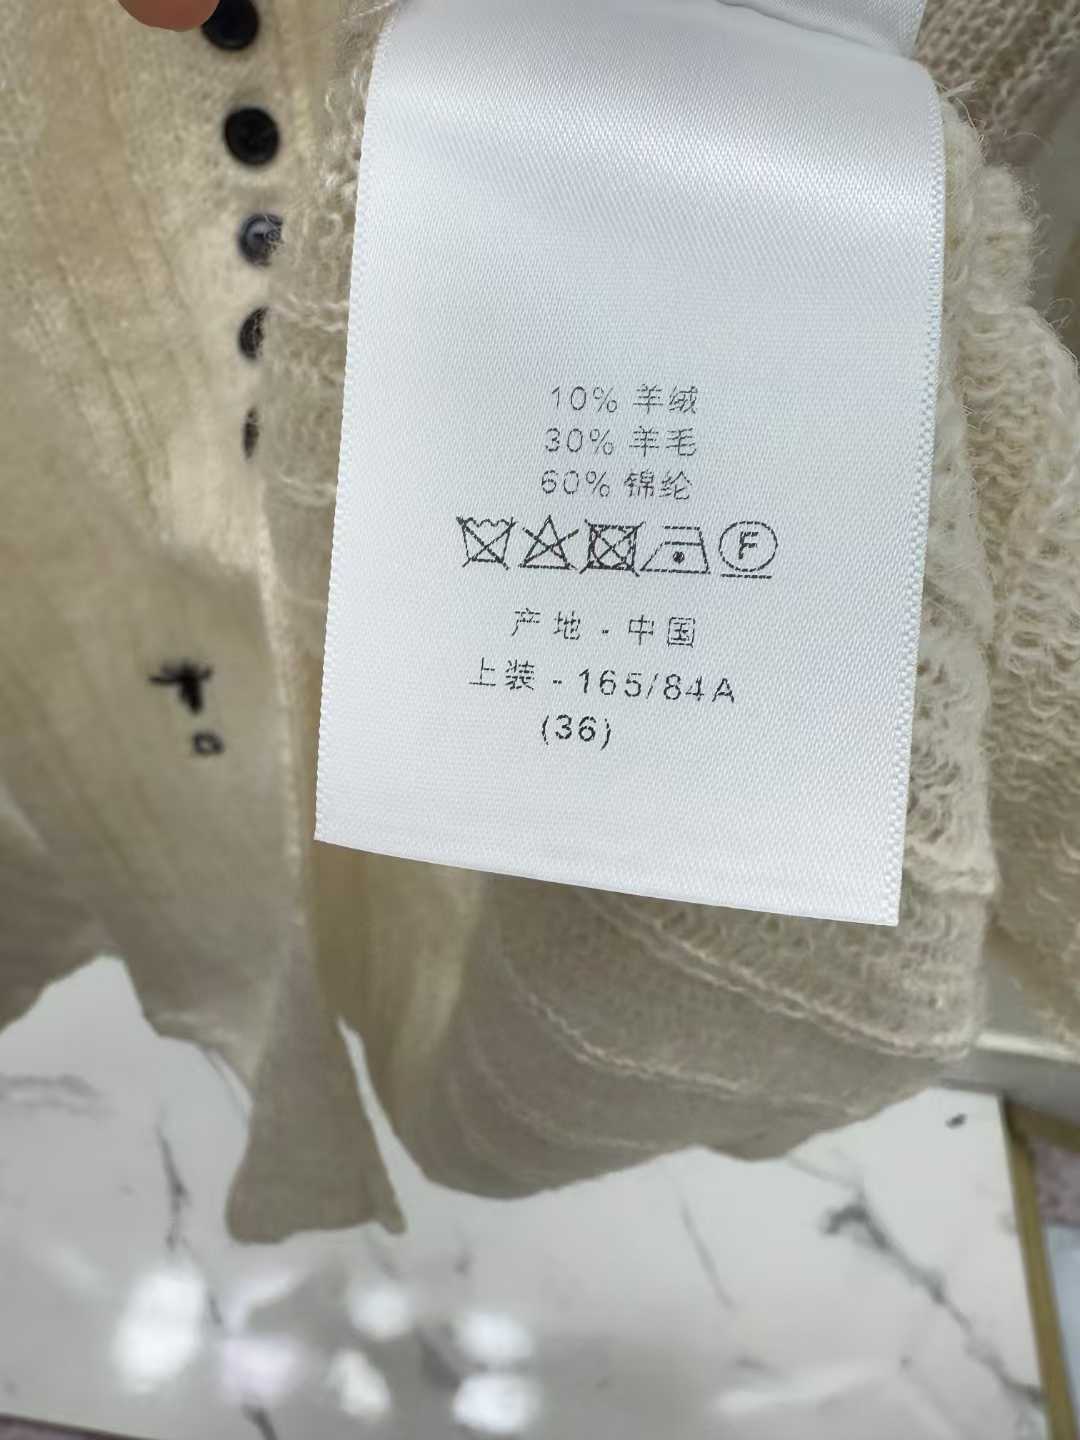 10% 羊绒
30% 羊毛
60% 锦纶
F
产地 - 中国
上装 - 165/84A
(36)